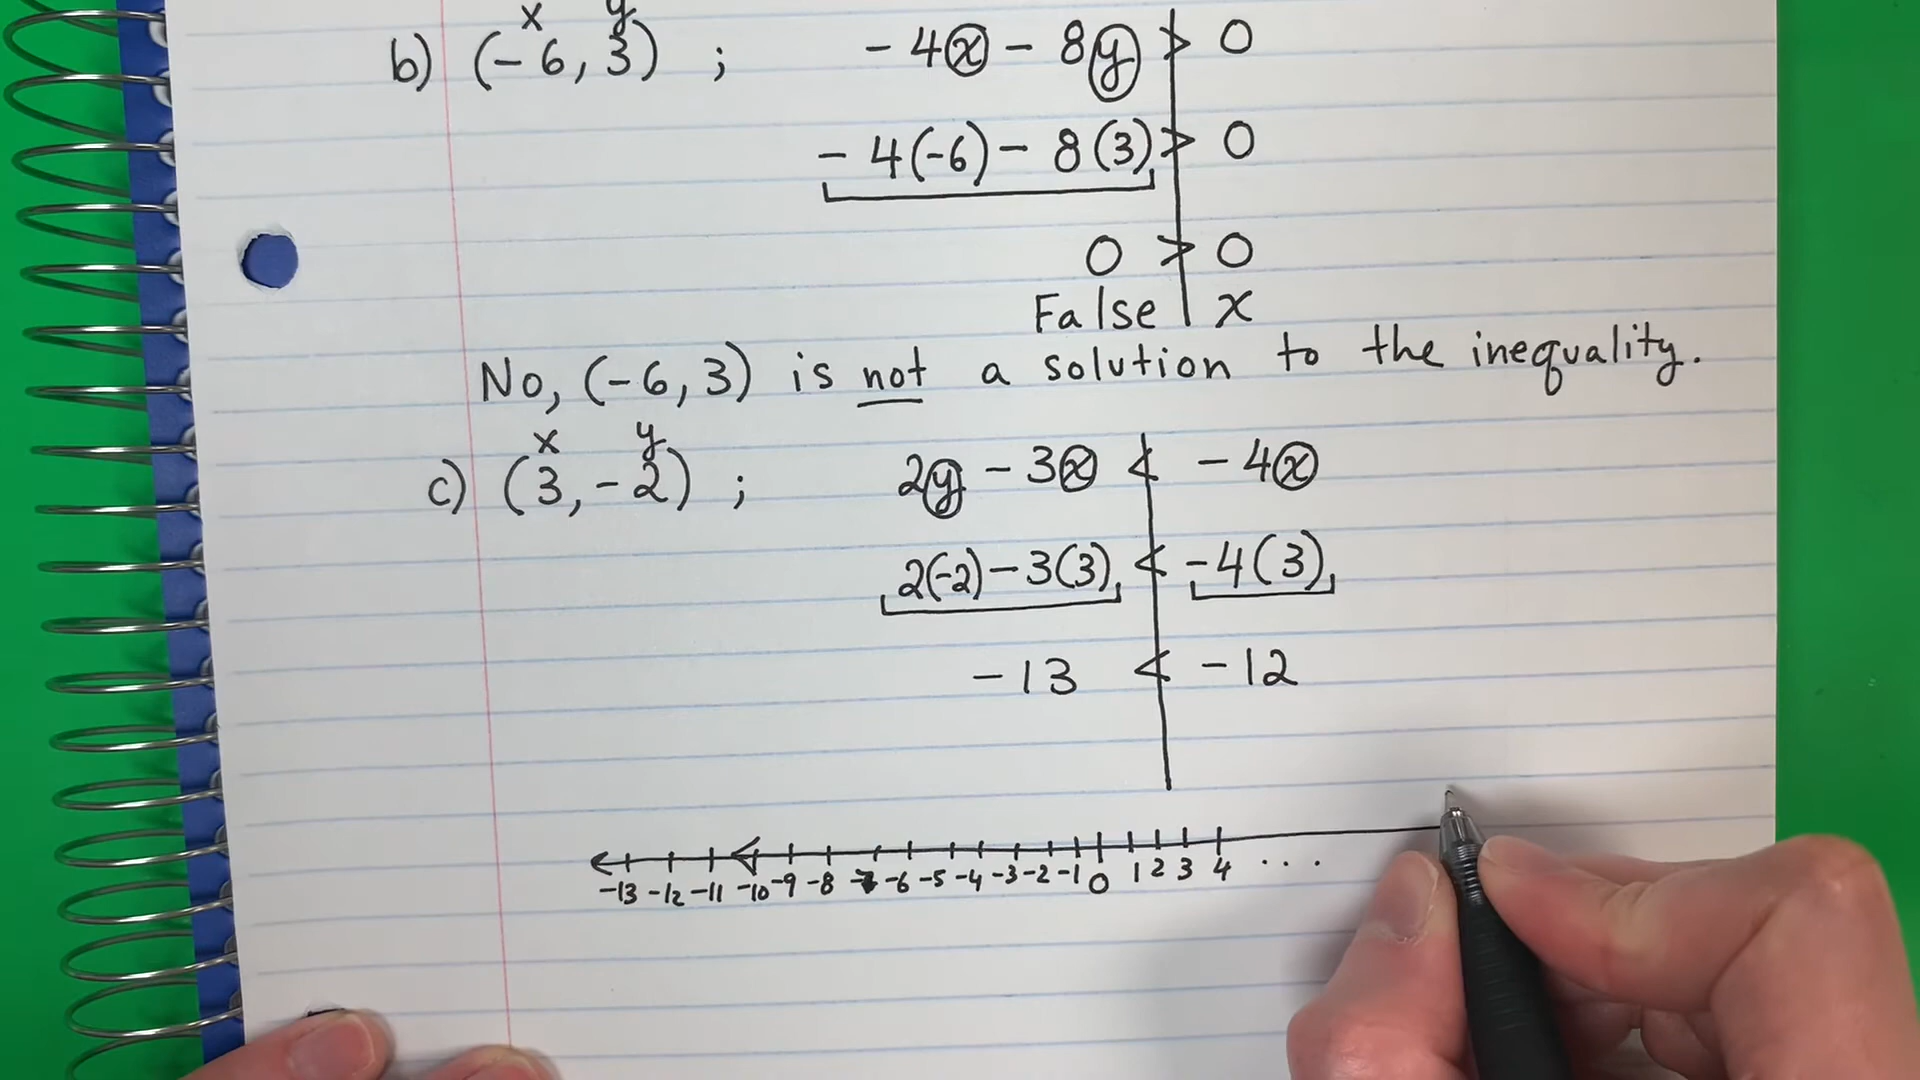 x y
b) (-6, 3) ; - 4x - 8y > 0
- 4(-6) - 8(3) > 0
0 > 0
False x
No, (-6, 3) is not a solution to the inequality.
x y
c) (3, -2) ; 2y - 3x < - 4x
2(-2) - 3(3) < - 4(3)
-13 < -12
-13 -12 -11 -10 -9 -8 -7 -6 -5 -4 -3 -2 -1 0 1 2 3 4 ...